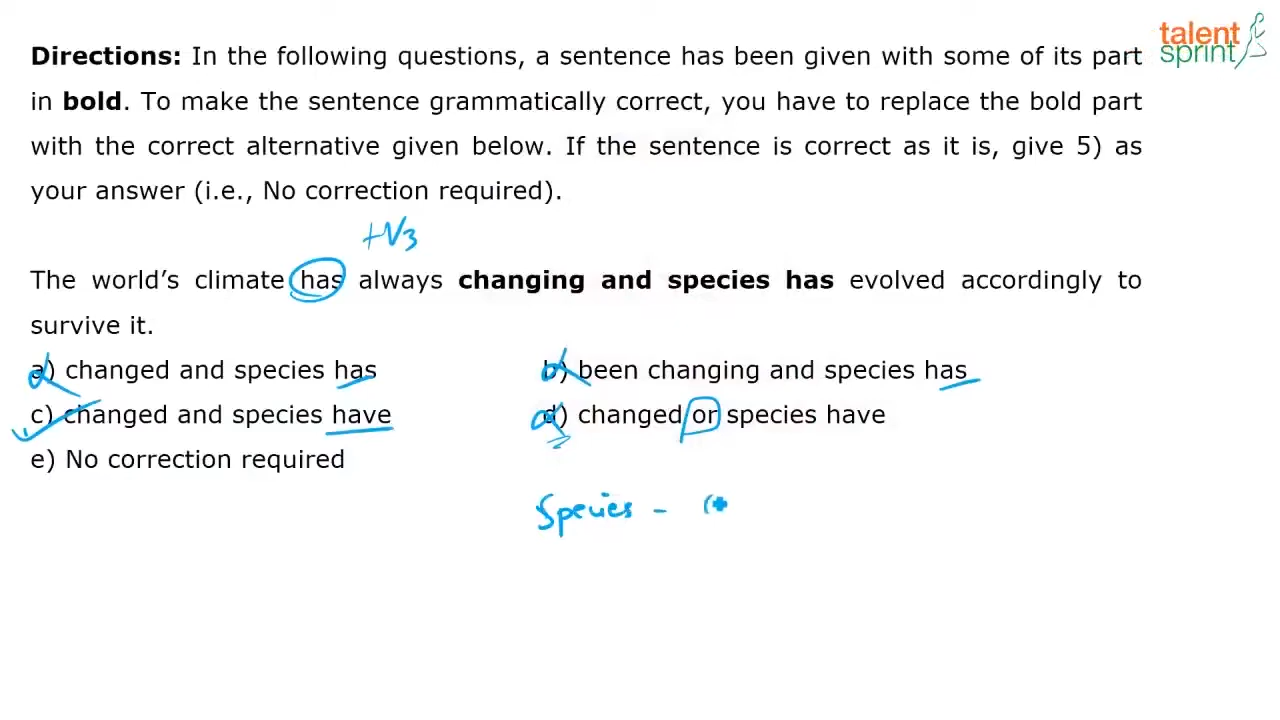 talent
sprint
Directions: In the following questions, a sentence has been given with some of its part
in bold. To make the sentence grammatically correct, you have to replace the bold part
with the correct alternative given below. If the sentence is correct as it is, give 5) as
your answer (i.e., No correction required).
+V3
The world's climate has always changing and species has evolved accordingly to
survive it.
a) changed and species has
b) been changing and species has
c) changed and species have
d) changed or species have
e) No correction required
Species -